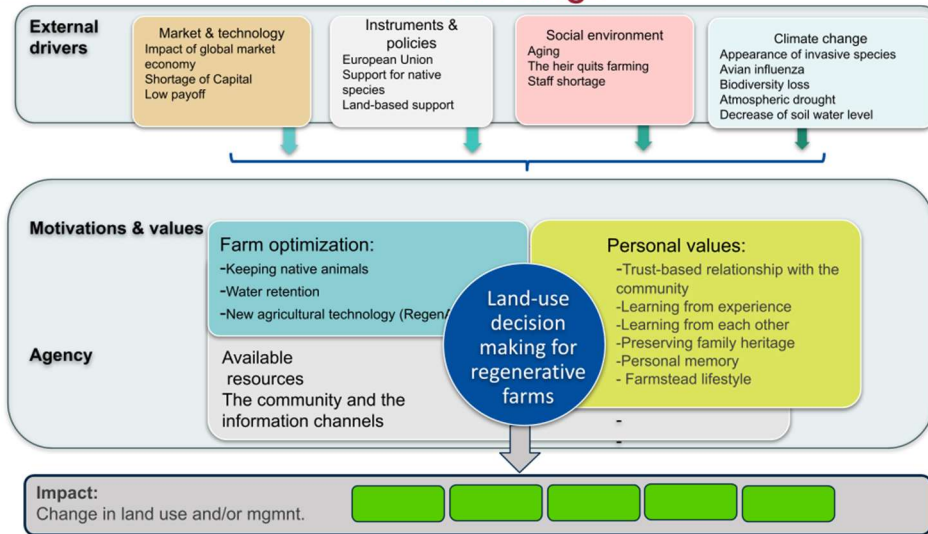 External
drivers
Market & technology
Impact of global market
economy
Shortage of Capital
Low payoff
Instruments &
policies
European Union
Support for native
species
Land-based support
Social environment
Aging
The heir quits farming
Staff shortage
Climate change
Appearance of invasive species
Avian influenza
Biodiversity loss
Atmospheric drought
Decrease of soil water level
Motivations & values
Farm optimization:
-Keeping native animals
-Water retention
-New agricultural technology
Personal values:
-Trust-based relationship with the
community
-Learning from experience
-Learning from each other
-Preserving family heritage
-Personal memory
- Farmstead lifestyle
Land-use
decision
making for
regenerative
farms
Agency
Available
resources
The community and the
information channels
-
-
Impact:
Change in land use and/or mgmnt.